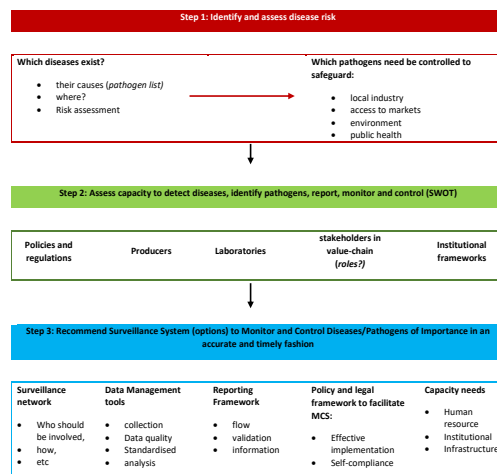 Step 1: Identify and assess disease risk
Which diseases exist?
• their causes (pathogen list)
• where?
• Risk assessment
Which pathogens need be controlled to
safeguard:
• local industry
• access to markets
• environment
• public health
Step 2: Assess capacity to detect diseases, identify pathogens, report, monitor and control (SWOT)
Policies and
regulations
Producers
Laboratories
stakeholders in
value-chain
(roles?)
Institutional
frameworks
Step 3: Recommend Surveillance System (options) to Monitor and Control Diseases/Pathogens of Importance in an
accurate and timely fashion
Surveillance
network
• Who should
be involved,
• how,
• etc
Data Management
tools
• collection
• Data quality
• Standardised
• analysis
Reporting
Framework
• flow
• validation
• information
Policy and legal
framework to facilitate
MCS:
• Effective
implementation
• Self-compliance
Capacity needs
• Human
resource
• Institutional
• Infrastructure